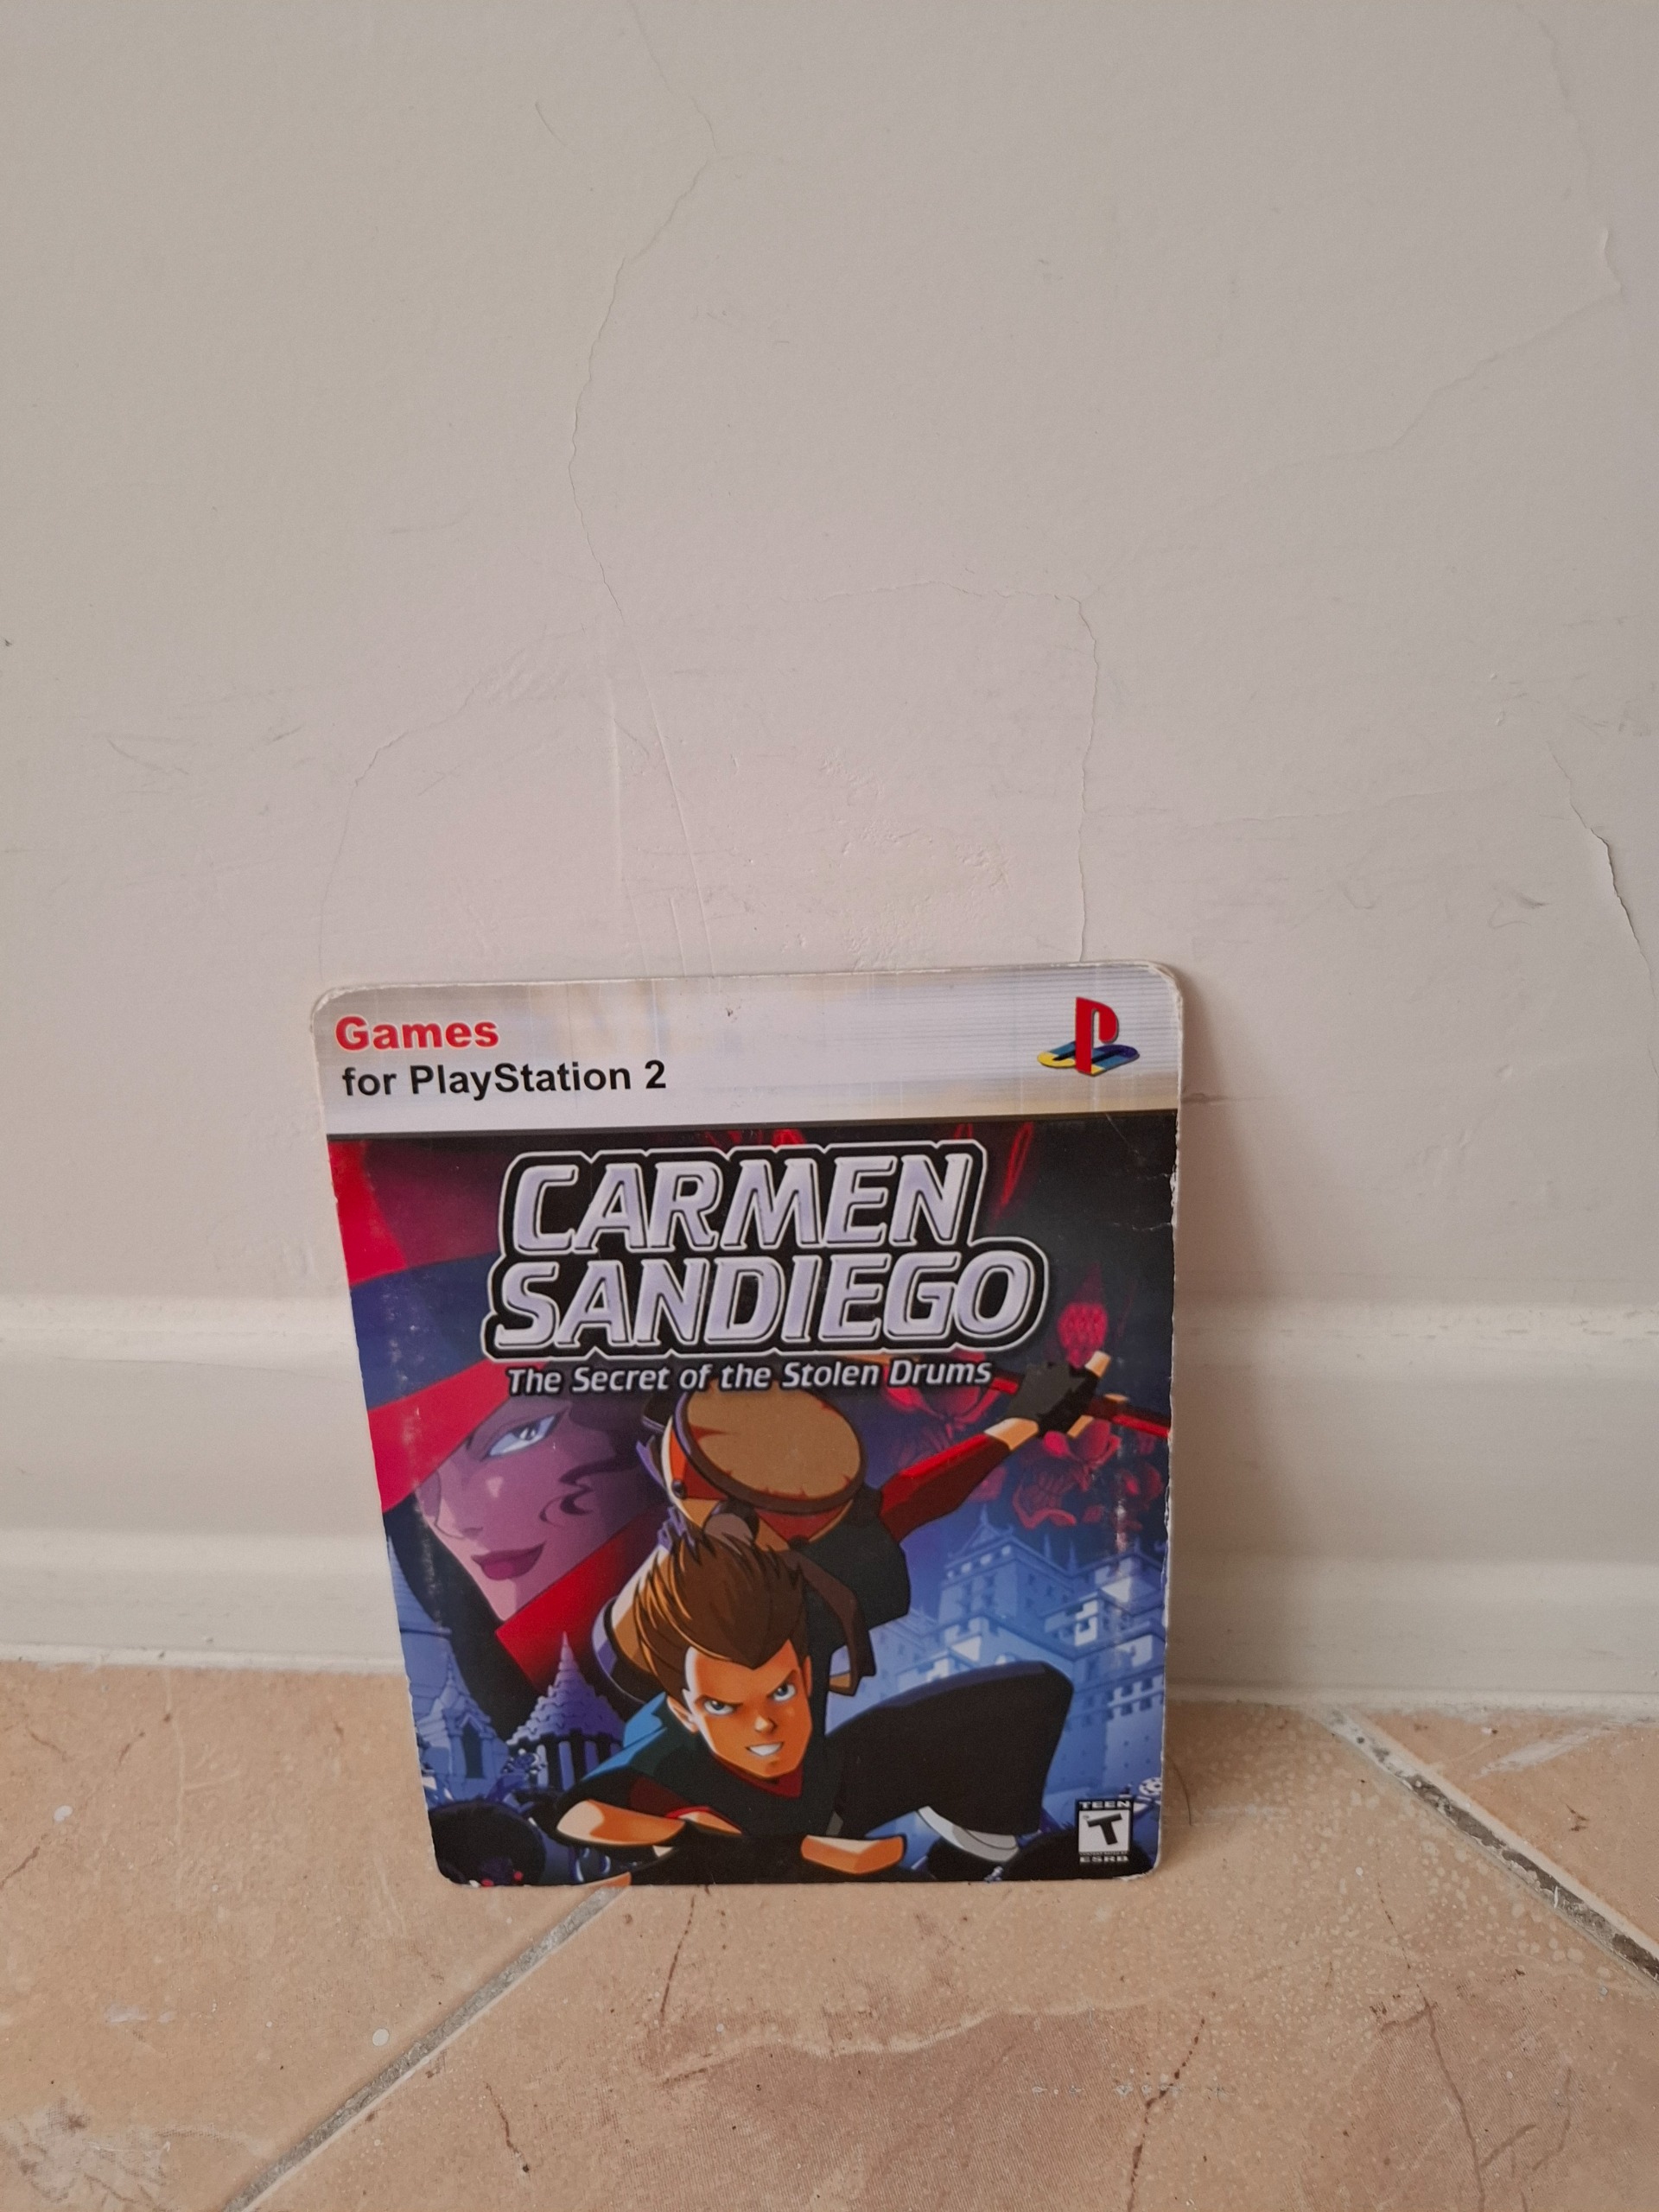 Games
for PlayStation 2
CARMEN
SANDIEGO
The Secret of the Stolen Drums
TEEN
T
ESRB